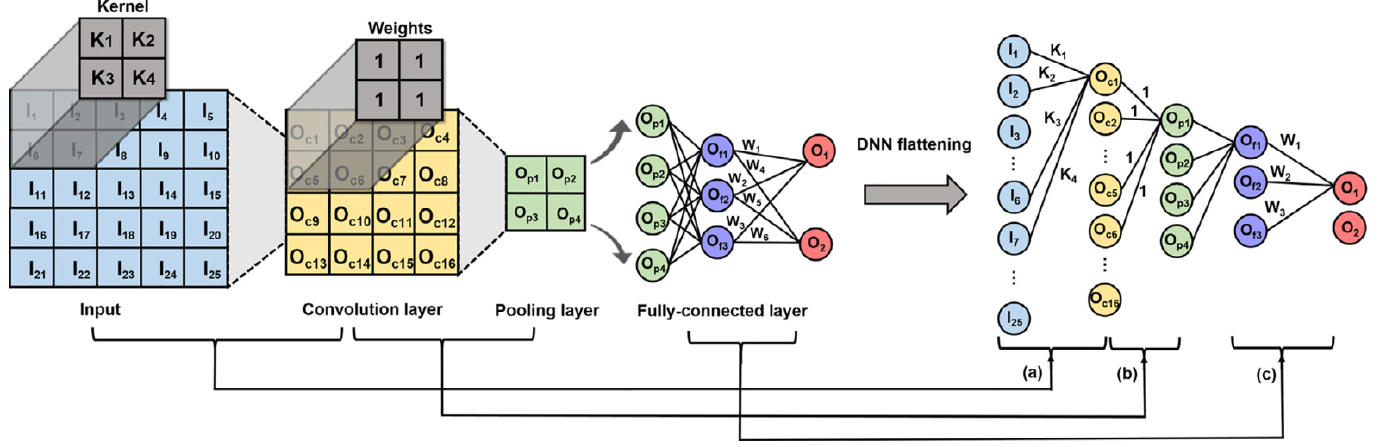 Kernel
K1 K2
K3 K4
I1 I2 I3 I4 I5
I6 I7 I8 I9 I10
I11 I12 I13 I14 I15
I16 I17 I18 I19 I20
I21 I22 I23 I24 I25
Input
Weights
1 1
1 1
Oc1 Oc2 Oc3 Oc4
Oc5 Oc6 Oc7 Oc8
Oc9 Oc10 Oc11 Oc12
Oc13 Oc14 Oc15 Oc16
Convolution layer
Op1 Op2
Op3 Op4
Pooling layer
Op1
Op2
Op3
Op4
Of1
Of2
Of3
W1
W4
W2
W5
W3
W6
O1
O2
Fully-connected layer
DNN flattening
I1
I2
I3
I6
I7
I25
K1
K2
K3
K4
Oc1
Oc2
Oc5
Oc6
Oc16
1
1
1
1
Op1
Op2
Op3
Op4
Of1
Of2
Of3
W1
W2
W3
O1
O2
(a) (b) (c)